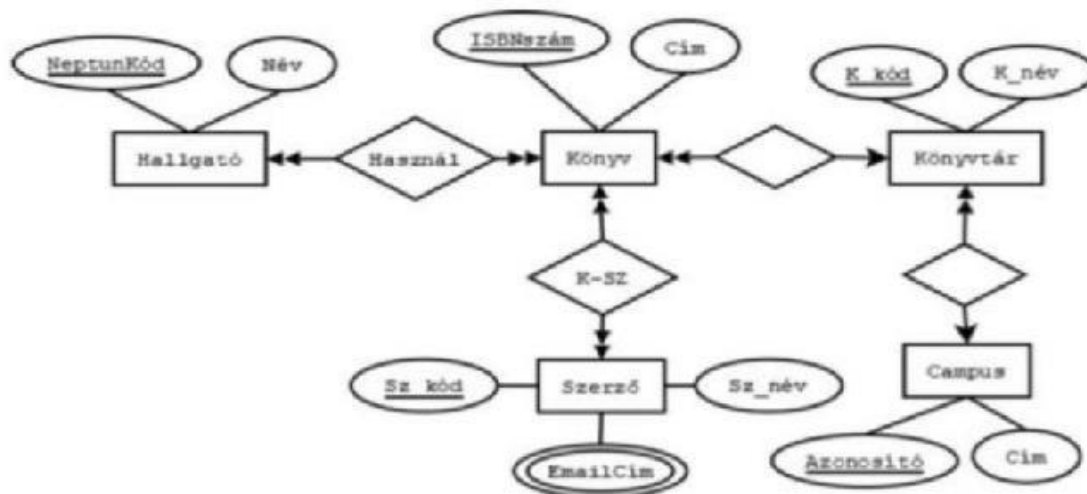 ISBNszám
Cím
NeptunKód
Név
K_kód
K_név
Hallgató
Használ
Könyv
Könyvtár
K-SZ
Sz_kód
Szerző
Sz_név
Campus
EmailCím
Azonosító
Cím